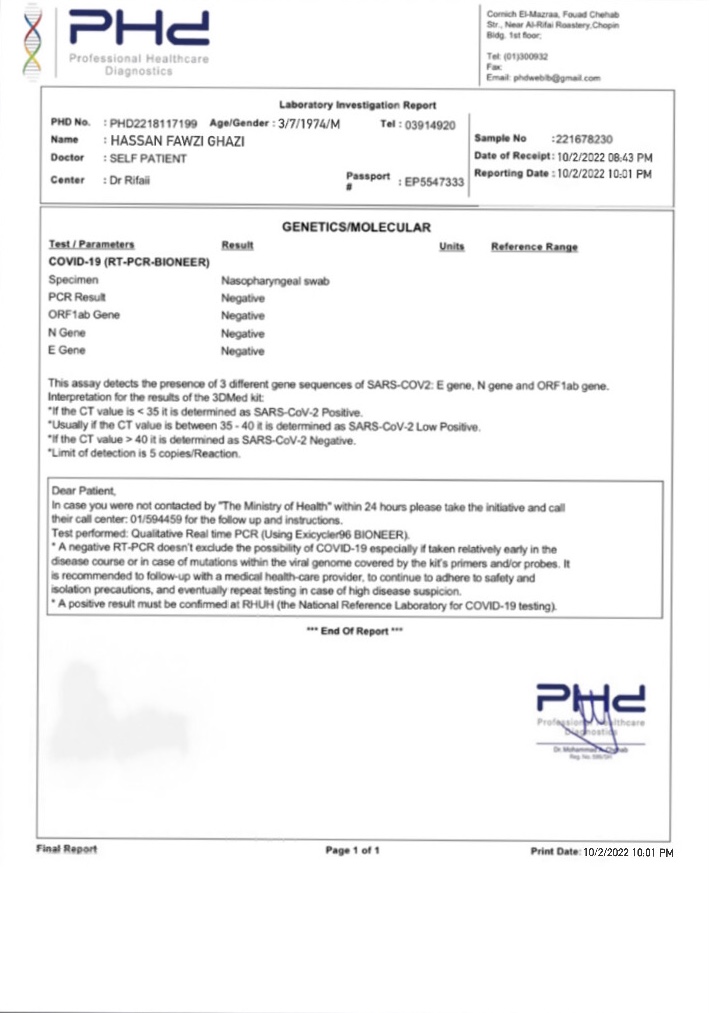 PHd
Professional Healthcare
Diagnostics
Cornich El-Mazraa, Fouad Chehab
Str., Near Al-Rifai Roastery,Chopin
Bldg. 1st floor;
Tel: (01)300932
Fax:
Email: phdweblb@gmail.com
Laboratory Investigation Report
PHD No. : PHD2218117199 Age/Gender : 3/7/1974/M Tel : 03914920
Name : HASSAN FAWZI GHAZI
Doctor : SELF PATIENT
Center : Dr Rifaii
Passport # : EP5547333
Sample No :221678230
Date of Receipt: 10/2/2022 08:43 PM
Reporting Date : 10/2/2022 10:01 PM
GENETICS/MOLECULAR
Test / Parameters Result Units Reference Range
COVID-19 (RT-PCR-BIONEER)
Specimen Nasopharyngeal swab
PCR Result Negative
ORF1ab Gene Negative
N Gene Negative
E Gene Negative
This assay detects the presence of 3 different gene sequences of SARS-COV2: E gene, N gene and ORF1ab gene.
Interpretation for the results of the 3DMed kit:
*If the CT value is < 35 it is determined as SARS-CoV-2 Positive.
*Usually if the CT value is between 35 - 40 it is determined as SARS-CoV-2 Low Positive.
*If the CT value > 40 it is determined as SARS-CoV-2 Negative.
*Limit of detection is 5 copies/Reaction.
Dear Patient,
In case you were not contacted by "The Ministry of Health" within 24 hours please take the initiative and call
their call center: 01/594459 for the follow up and instructions.
Test performed: Qualitative Real time PCR (Using Exicycler96 BIONEER).
* A negative RT-PCR doesn't exclude the possibility of COVID-19 especially if taken relatively early in the
disease course or in case of mutations within the viral genome covered by the kit's primers and/or probes. It
is recommended to follow-up with a medical health-care provider, to continue to adhere to safety and
isolation precautions, and eventually repeat testing in case of high disease suspicion.
* A positive result must be confirmed at RHUH (the National Reference Laboratory for COVID-19 testing).
*** End Of Report ***
PHd
Professional Healthcare
Diagnostics
Dr. Mohammad Chehab
Reg. No:
Final Report Page 1 of 1 Print Date: 10/2/2022 10:01 PM